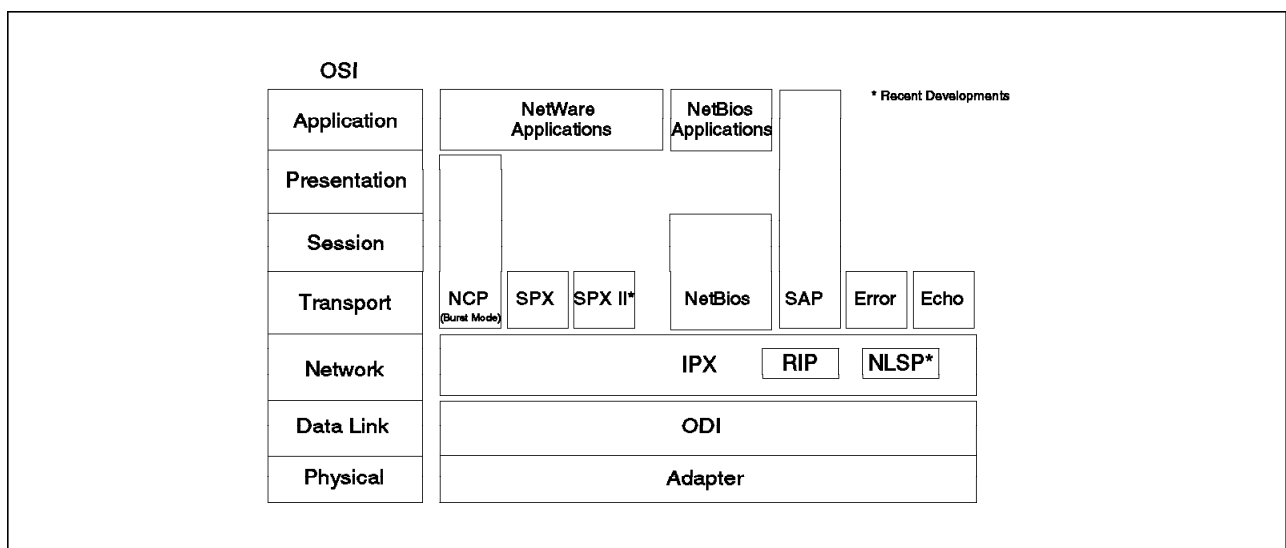 OSI
* Recent Developments
Application
NetWare
Applications
NetBios
Applications
Presentation
Session
Transport
NCP
(Burst Mode)
SPX
SPX II*
NetBios
SAP
Error
Echo
Network
IPX
RIP
NLSP*
Data Link
ODI
Physical
Adapter